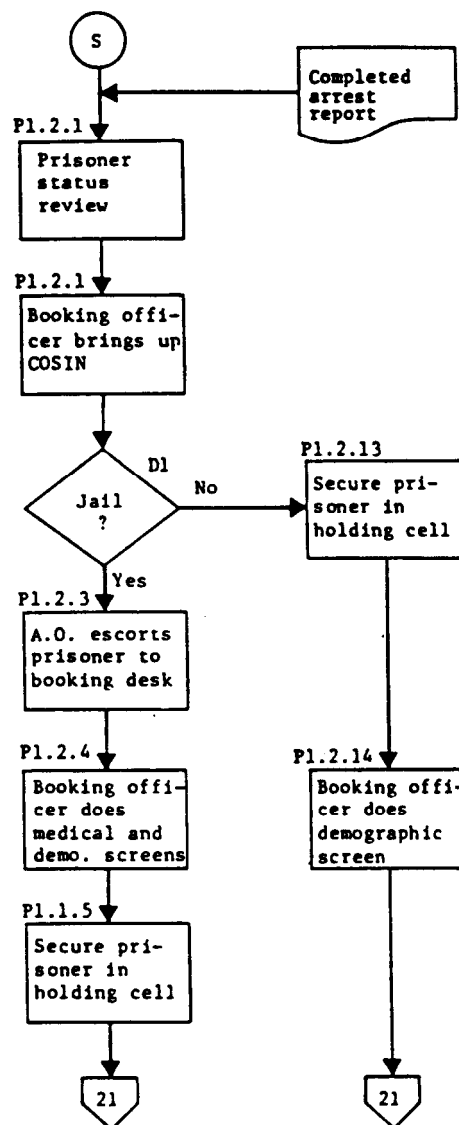 S
Completed
arrest
report
P1.2.1
Prisoner
status
review
P1.2.1
Booking offi-
cer brings up
COSIN
D1
Jail
?
No
Yes
P1.2.13
Secure pri-
soner in
holding cell
P1.2.3
A.O. escorts
prisoner to
booking desk
P1.2.4
Booking offi-
cer does
medical and
demo. screens
P1.2.14
Booking offi-
cer does
demographic
screen
P1.1.5
Secure pri-
soner in
holding cell
21
21